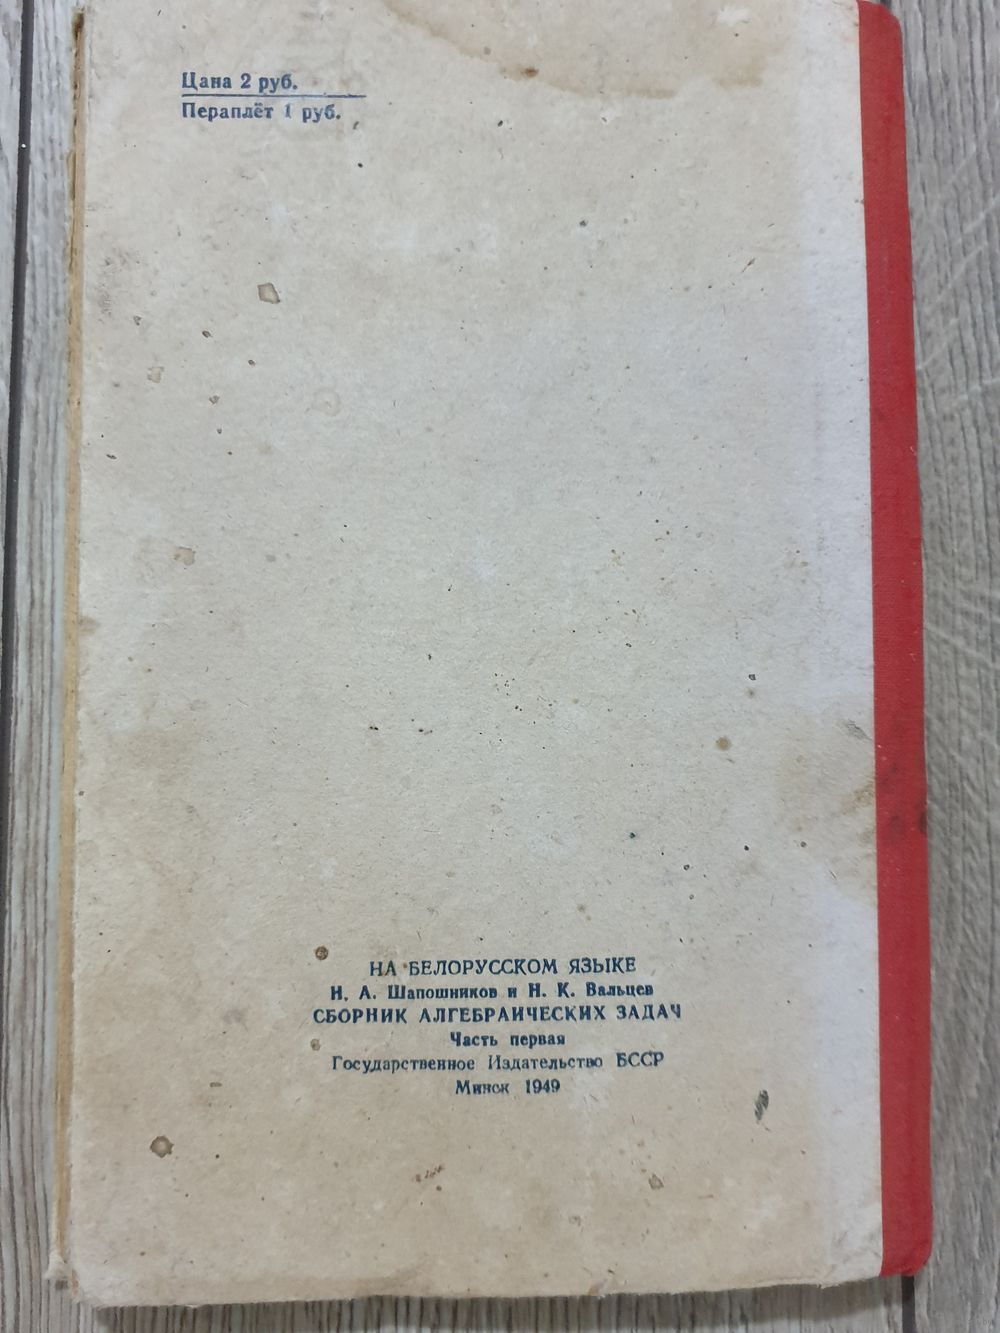 Цана 2 руб.
Пераплёт 1 руб.
НА БЕЛОРУССКОМ ЯЗЫКЕ
Н. А. Шапошников и Н. К. Вальцев
СБОРНИК АЛГЕБРАИЧЕСКИХ ЗАДАЧ
Часть первая
Государственное Издательство БССР
Минск 1949